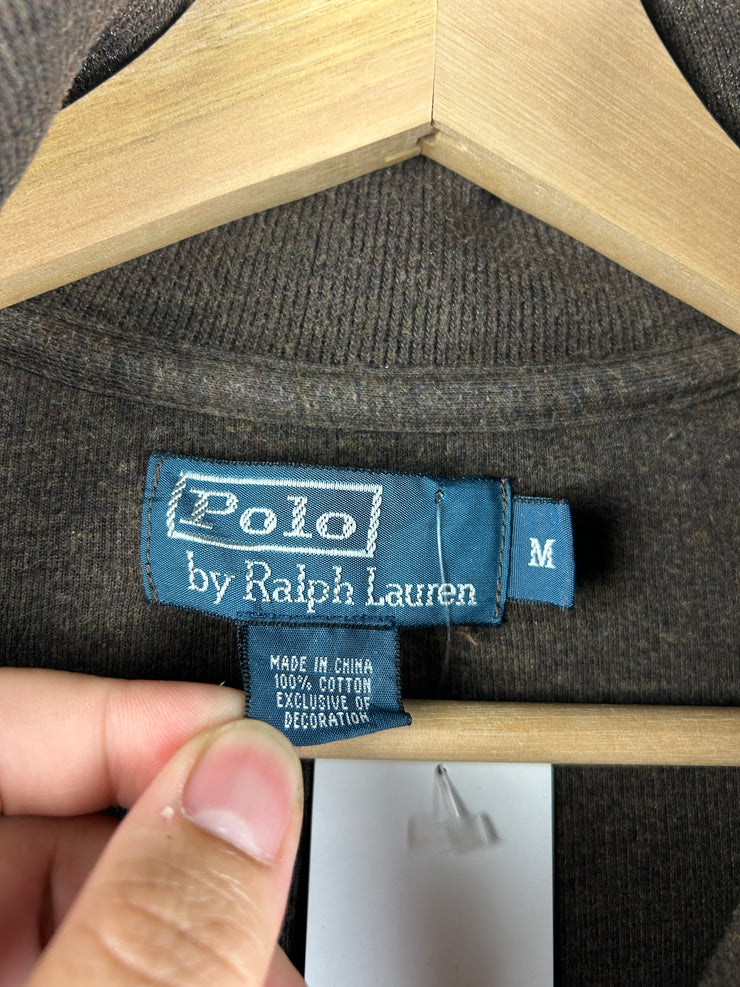 Polo
by Ralph Lauren
M
MADE IN CHINA
100% COTTON
EXCLUSIVE OF
DECORATION